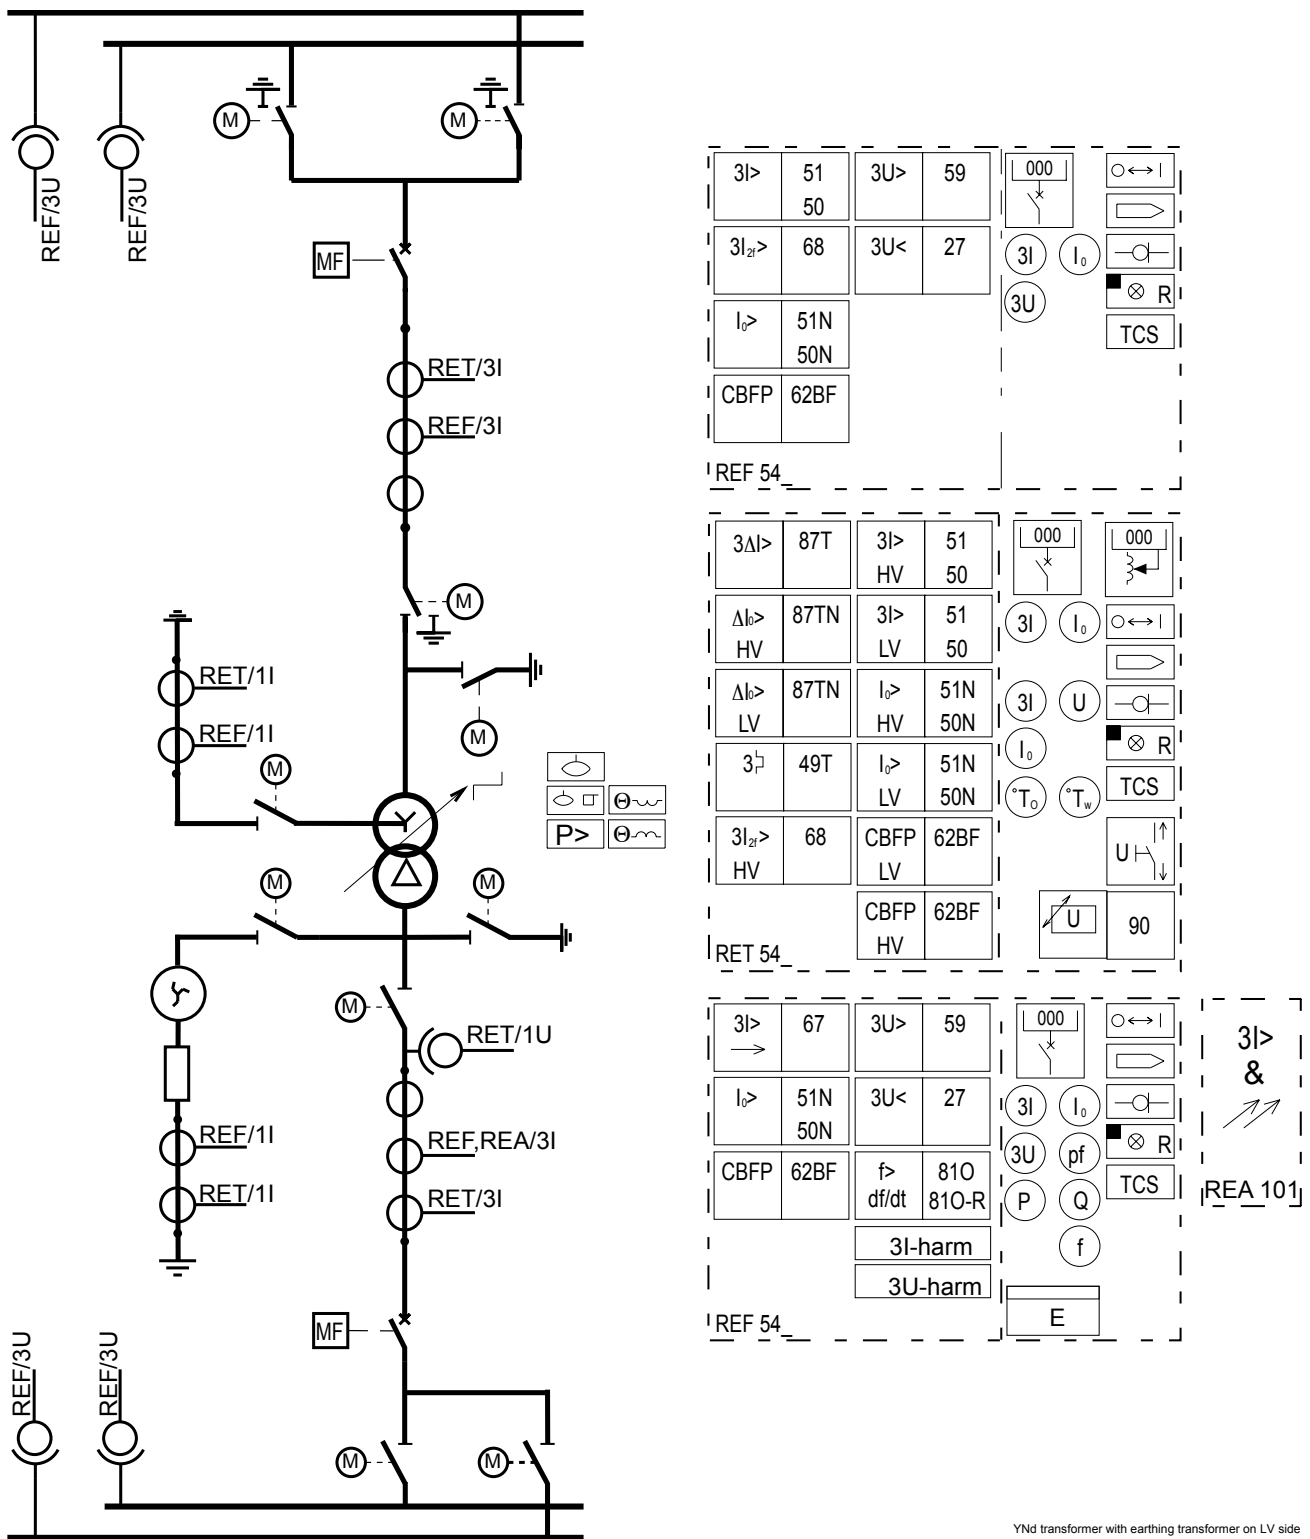 M
M
REF/3U
REF/3U
MF
RET/3I
REF/3I
M
RET/1I
REF/1I
M
M
P>
Θ
Θ
M
M
M
RET/1U
REF/1I
RET/1I
REF,REA/3I
RET/3I
MF
REF/3U
REF/3U
M
M
3I> 51 3U> 59
50
3I2f> 68 3U< 27
I0> 51N
50N
CBFP 62BF
000
I
3I I0
3U
R
TCS
REF 54_
3ΔI> 87T 3I> 51
HV 50
ΔI0> 87TN 3I> 51
HV LV 50
ΔI0> 87TN I0> 51N
LV HV 50N
3 49T I0> 51N
LV 50N
3I2f> 68 CBFP 62BF
HV LV
CBFP 62BF
HV
000 000
3I I0
I
3I U
I0
R
°To °Tw
TCS
U
U 90
RET 54_
3I> 67 3U> 59
I0> 51N 3U< 27
50N
CBFP 62BF f> 81O
df/dt 81O-R
3I-harm
3U-harm
000
I
3I I0
3U pf
R
P Q
TCS
f
E
REF 54_
3I>
&
REA 101
YNd transformer with earthing transformer on LV side